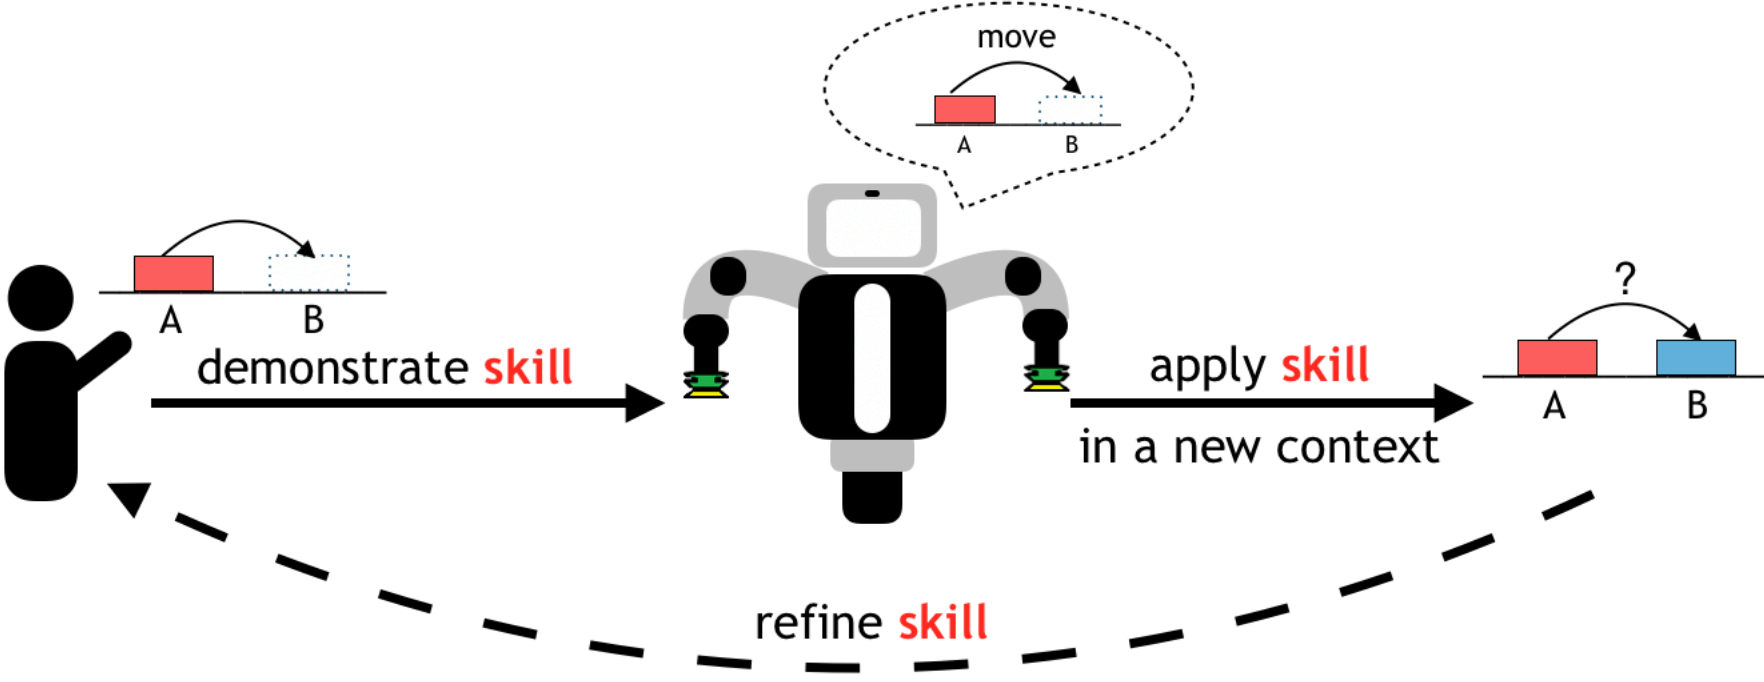 move
A B
A B
demonstrate skill
?
A B
apply skill
in a new context
refine skill